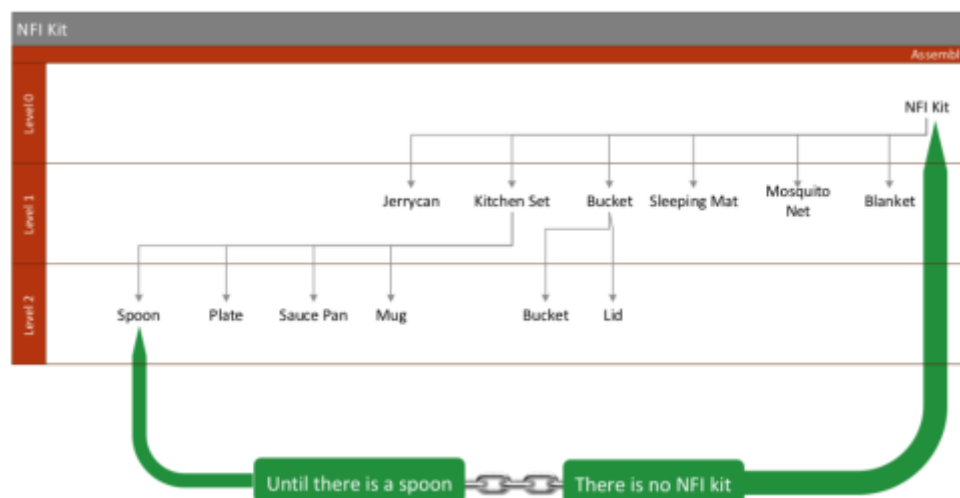 NFI Kit
Assembl
Level 0
NFI Kit
Level 1
Jerrycan
Kitchen Set
Bucket
Sleeping Mat
Mosquito
Net
Blanket
Level 2
Spoon
Plate
Sauce Pan
Mug
Bucket
Lid
Until there is a spoon
There is no NFI kit